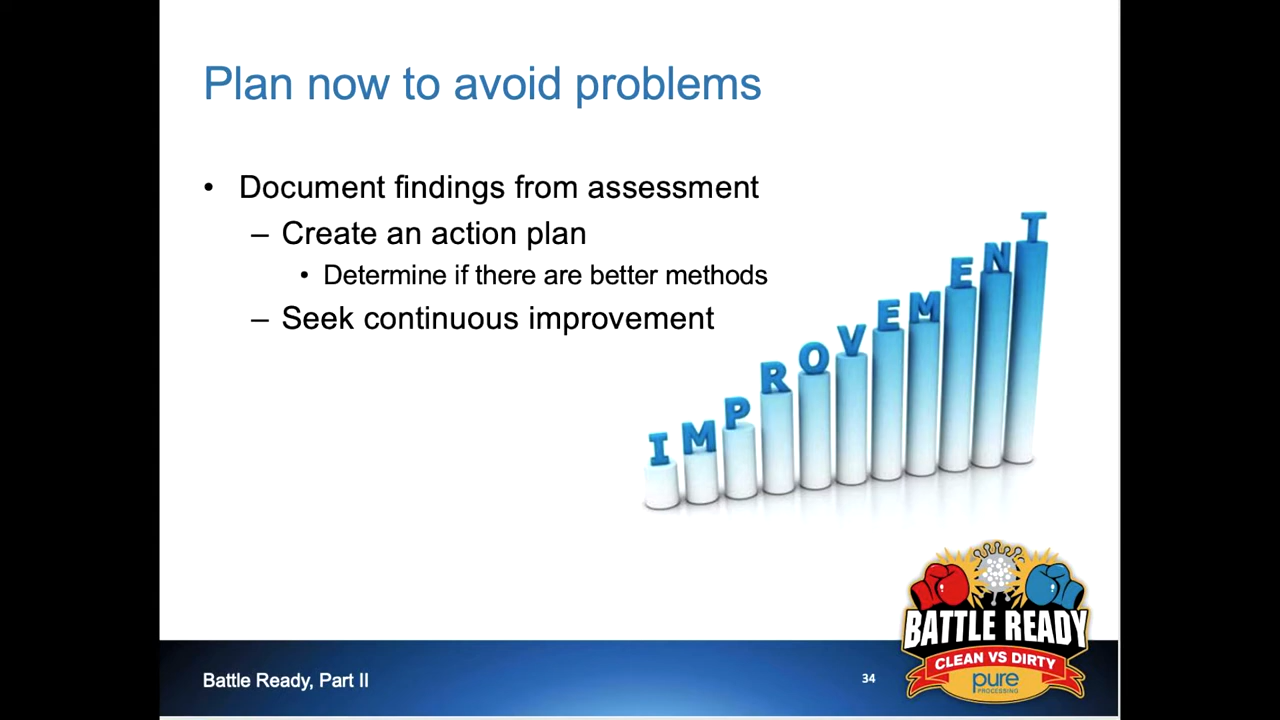 Plan now to avoid problems
• Document findings from assessment
– Create an action plan
• Determine if there are better methods
– Seek continuous improvement
IMPROVEMENT
BATTLE READY
CLEAN VS DIRTY
pure
PROCESSING
Battle Ready, Part II
34